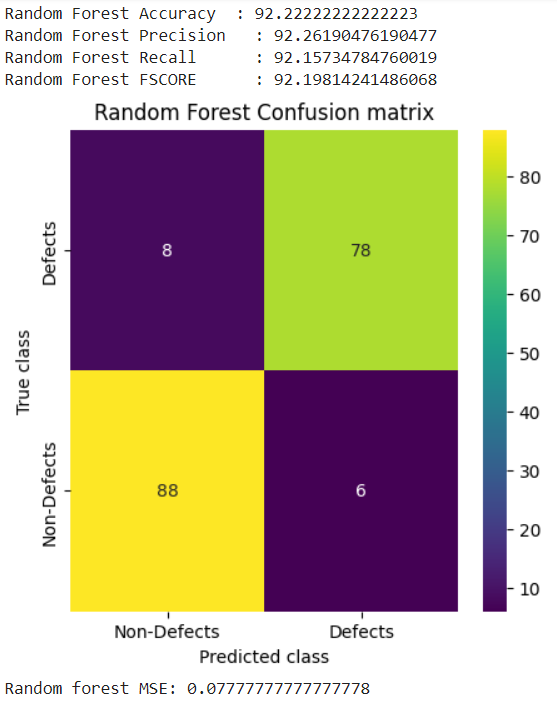 Random Forest Accuracy  : 92.22222222222223
Random Forest Precision   : 92.26190476190477
Random Forest Recall      : 92.15734784760019
Random Forest FSCORE      : 92.19814241486068
Random Forest Confusion matrix
80
70
60
50
40
30
20
10
True class
Defects
8
78
Non-Defects
88
6
Non-Defects
Defects
Predicted class
Random forest MSE: 0.07777777777777778